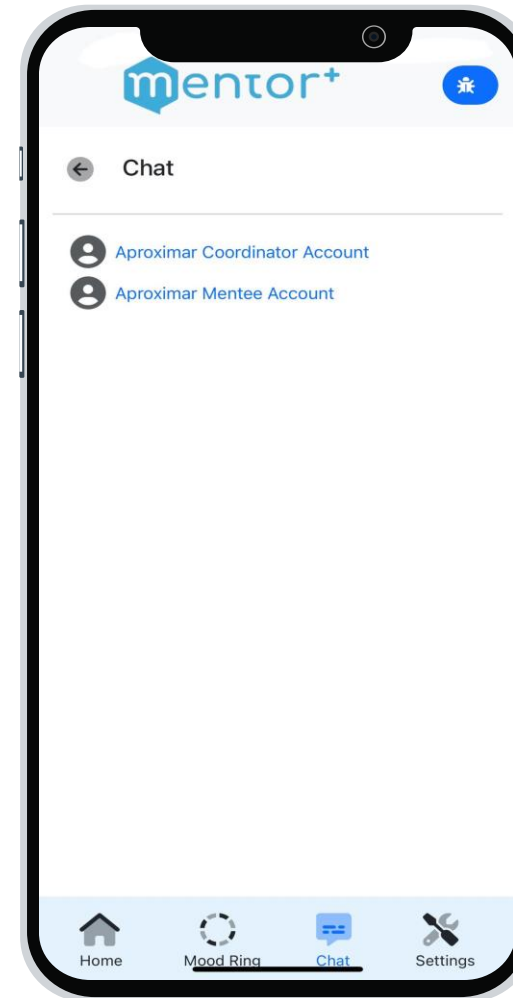 mentor+
Chat
Aproximar Coordinator Account
Aproximar Mentee Account
Home Mood Ring Chat Settings